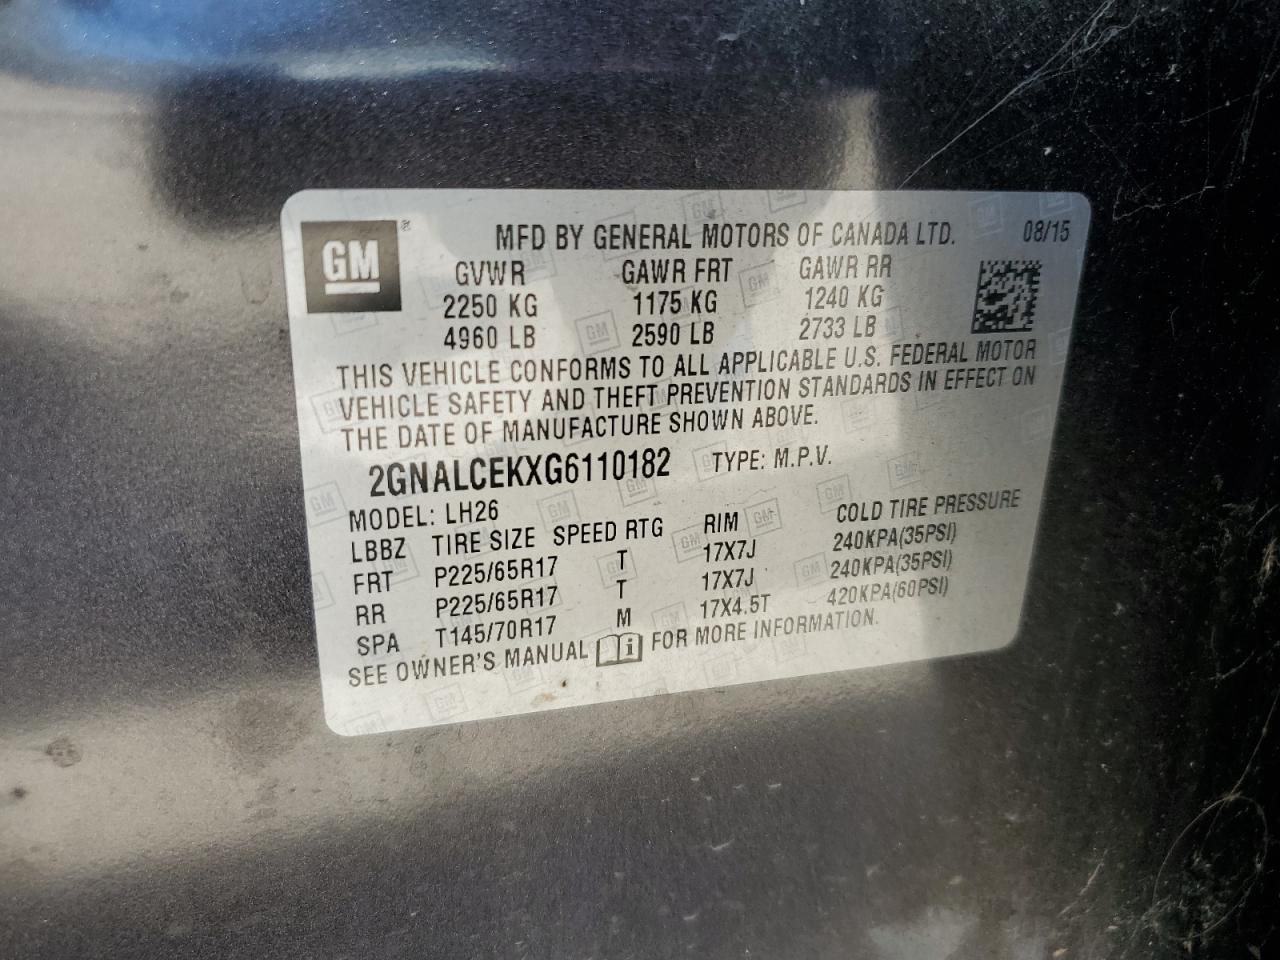 GM ® MFD BY GENERAL MOTORS OF CANADA LTD. 08/15
GVWR GAWR FRT GAWR RR
2250 KG 1175 KG 1240 KG
4960 LB 2590 LB 2733 LB
THIS VEHICLE CONFORMS TO ALL APPLICABLE U.S. FEDERAL MOTOR
VEHICLE SAFETY AND THEFT PREVENTION STANDARDS IN EFFECT ON
THE DATE OF MANUFACTURE SHOWN ABOVE.
2GNALCEKXG6110182 TYPE: M.P.V.
MODEL: LH26
LBBZ TIRE SIZE SPEED RTG RIM COLD TIRE PRESSURE
FRT P225/65R17 T 17X7J 240KPA(35PSI)
RR P225/65R17 T 17X7J 240KPA(35PSI)
SPA T145/70R17 M 17X4.5T 420KPA(60PSI)
SEE OWNER'S MANUAL i FOR MORE INFORMATION.